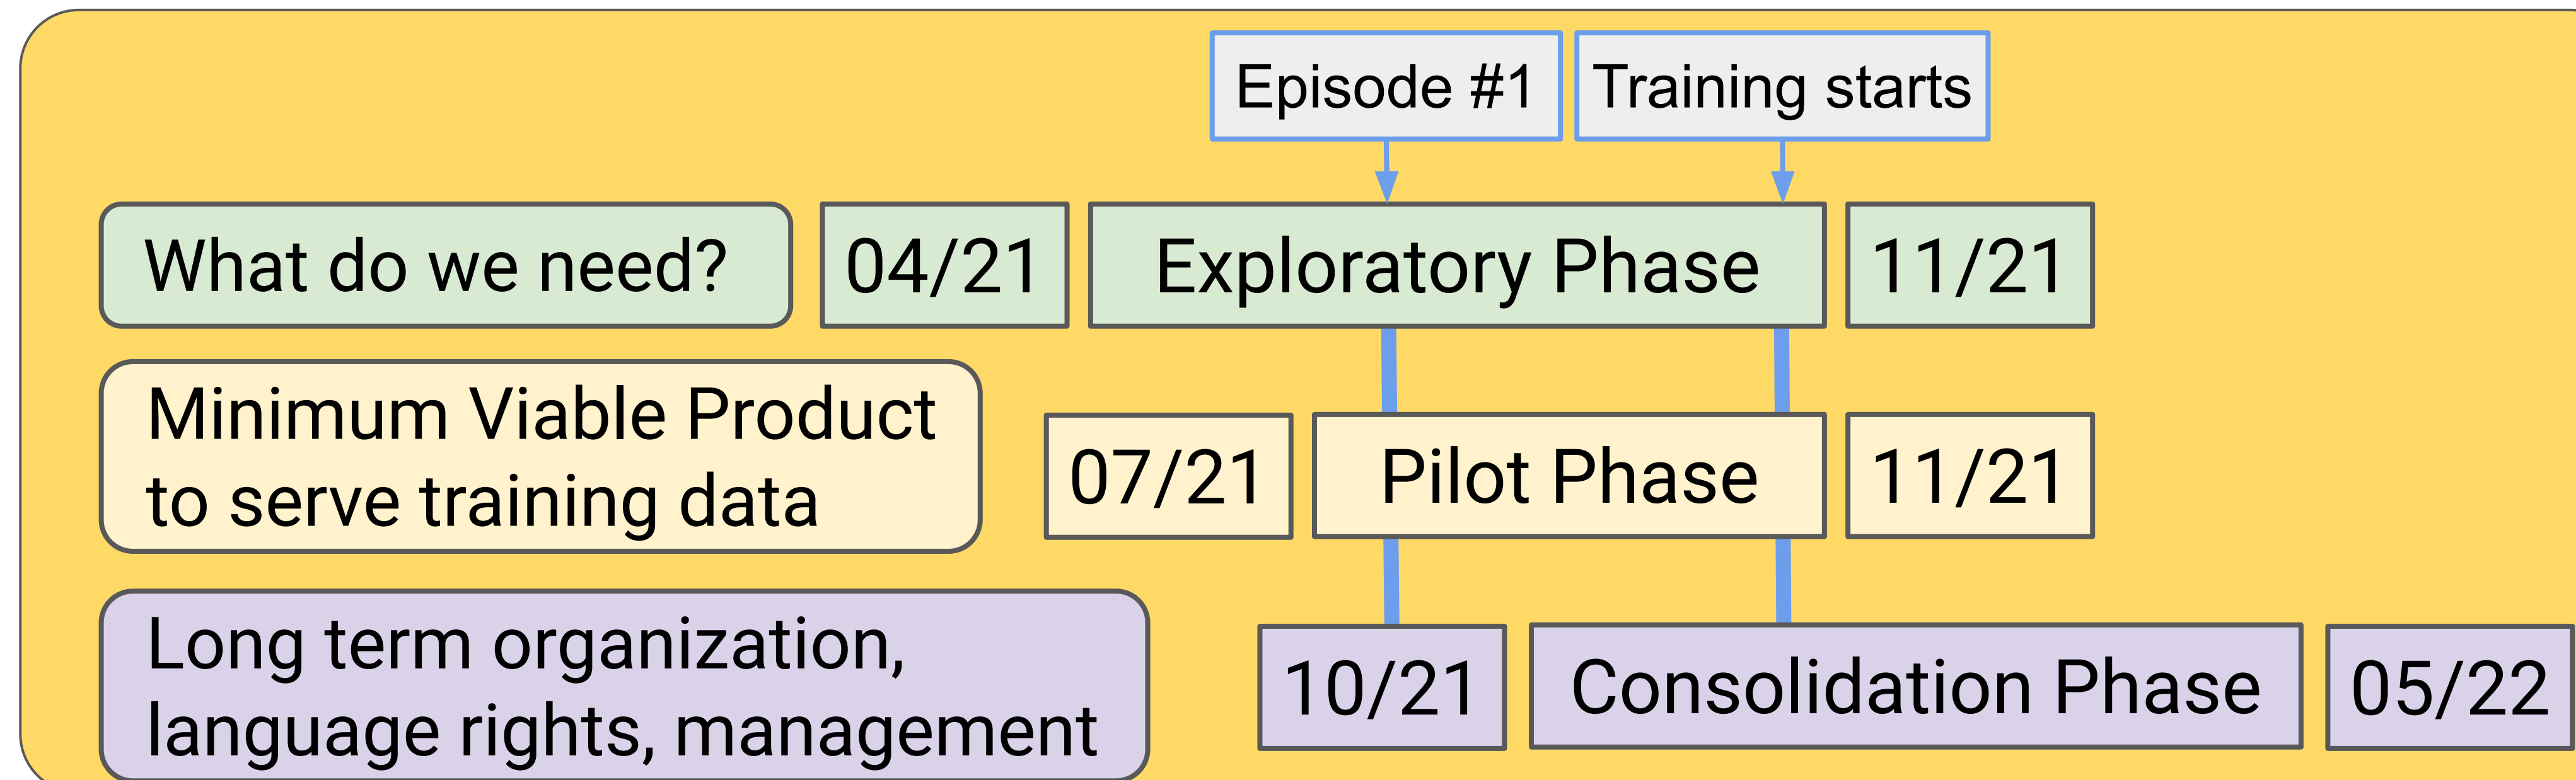 Episode #1
Training starts
What do we need?
04/21
Exploratory Phase
11/21
Minimum Viable Product
to serve training data
07/21
Pilot Phase
11/21
Long term organization,
language rights, management
10/21
Consolidation Phase
05/22